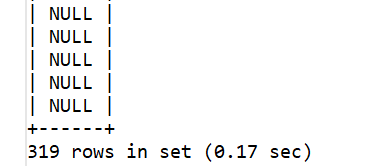 | NULL |
| NULL |
| NULL |
| NULL |
| NULL |
+------+
319 rows in set (0.17 sec)